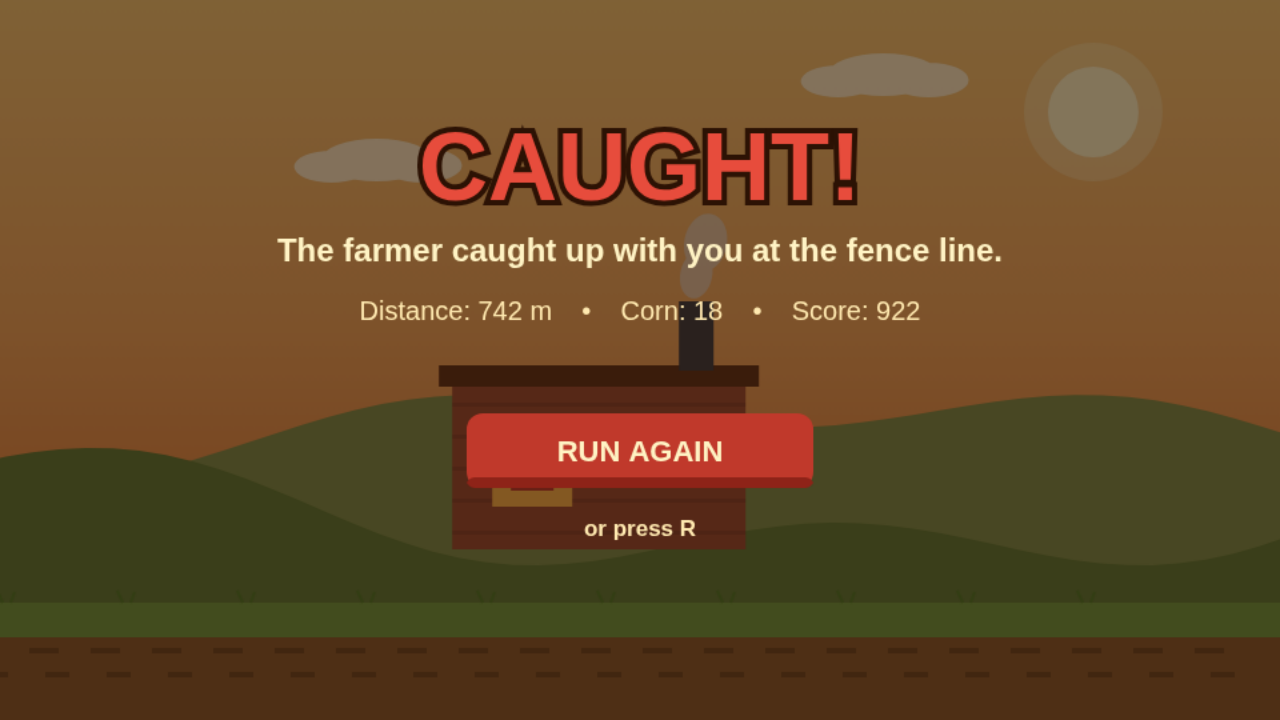 CAUGHT!
The farmer caught up with you at the fence line.
Distance: 742 m • Corn: 18 • Score: 922
RUN AGAIN
or press R